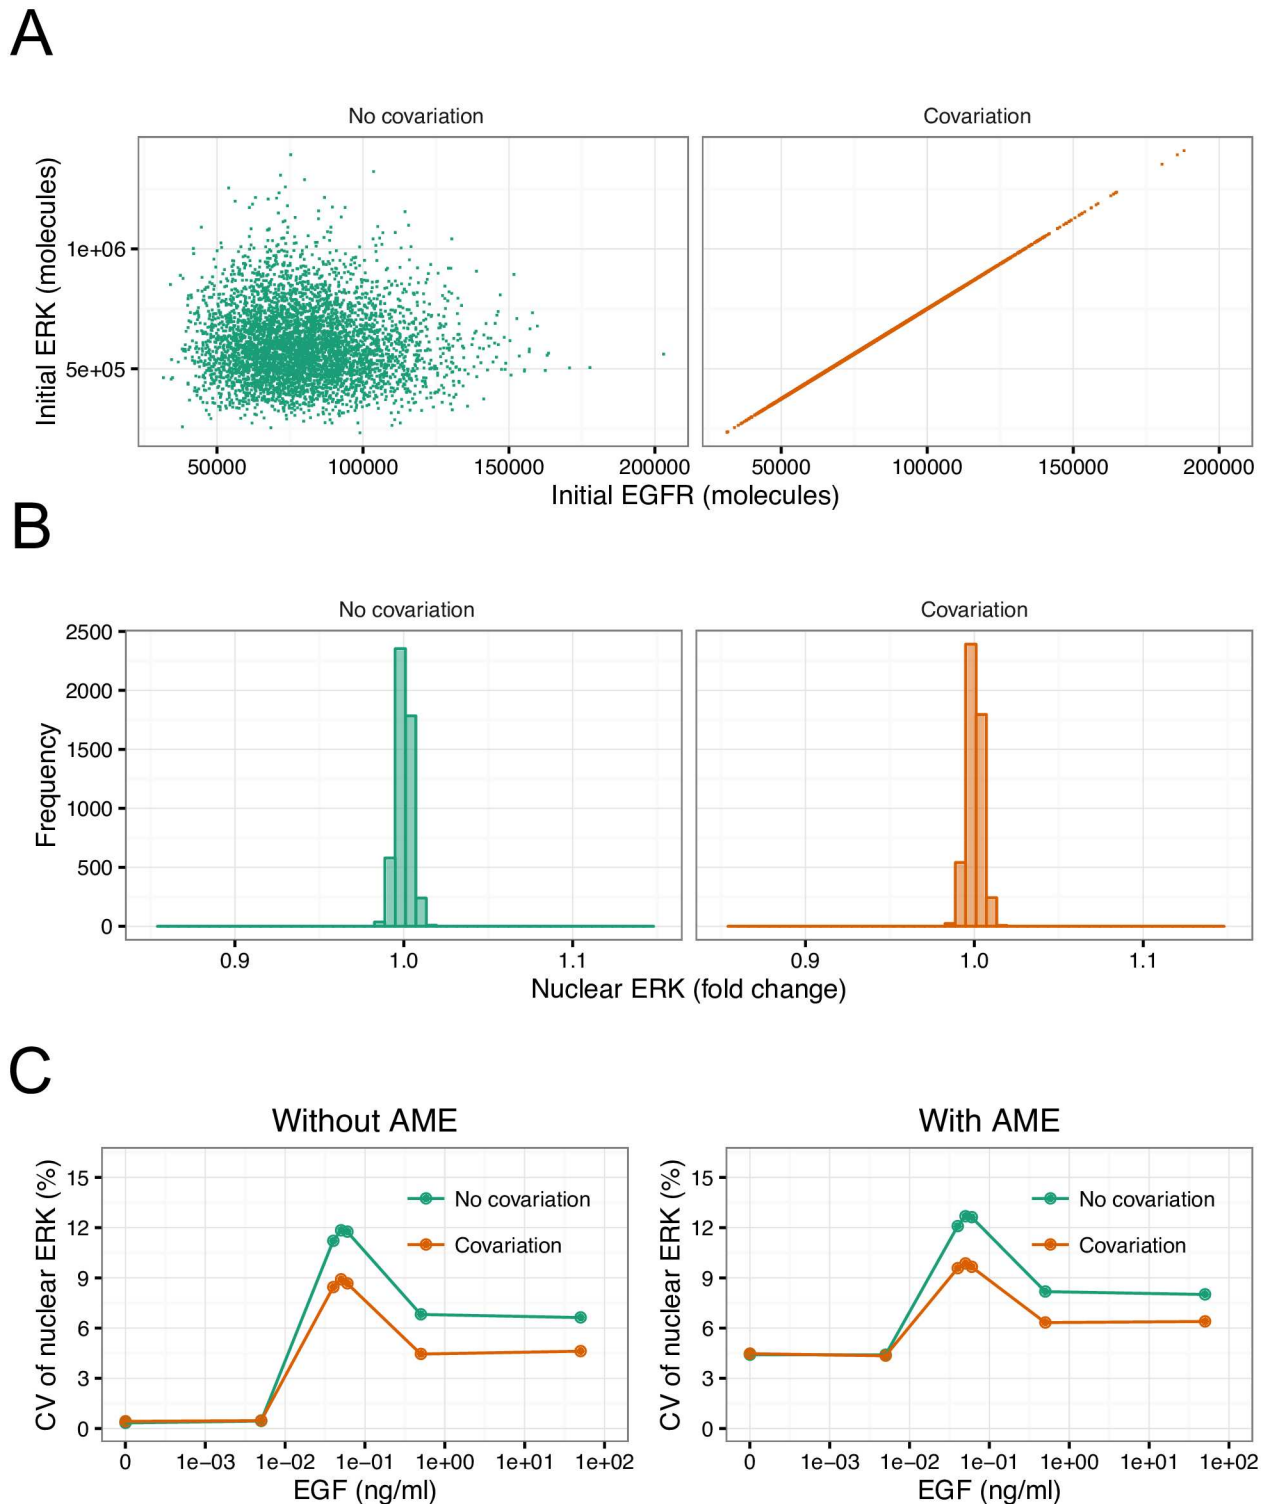 A
No covariation
Covariation
Initial ERK (molecules)
1e+06
5e+05
50000 100000 150000 200000
50000 100000 150000 200000
Initial EGFR (molecules)
B
No covariation
Covariation
Frequency
2500
2000
1500
1000
500
0
0.9 1.0 1.1
0.9 1.0 1.1
Nuclear ERK (fold change)
C
Without AME
CV of nuclear ERK (%)
15
12
9
6
3
0
No covariation
Covariation
0 1e−03 1e−02 1e−01 1e+00 1e+01 1e+02
EGF (ng/ml)
With AME
CV of nuclear ERK (%)
15
12
9
6
3
0
No covariation
Covariation
0 1e−03 1e−02 1e−01 1e+00 1e+01 1e+02
EGF (ng/ml)